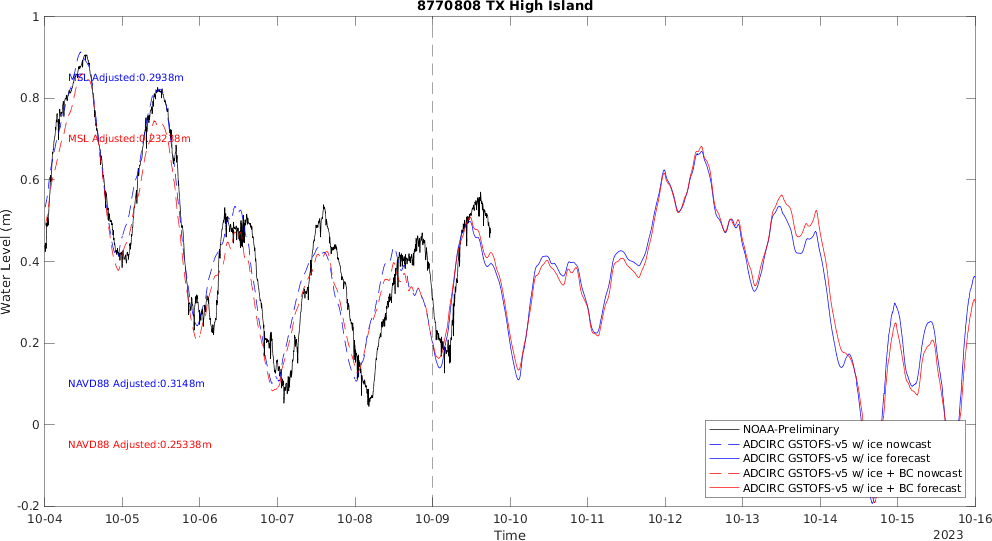 8770808 TX High Island
1
0.8
0.6
0.4
0.2
0
-0.2
Water Level (m)
MSL Adjusted:0.2938m
MSL Adjusted:0.23238m
NAVD88 Adjusted:0.3148m
NAVD88 Adjusted:0.25338m
NOAA-Preliminary
ADCIRC GSTOFS-v5 w/ ice nowcast
ADCIRC GSTOFS-v5 w/ ice forecast
ADCIRC GSTOFS-v5 w/ ice + BC nowcast
ADCIRC GSTOFS-v5 w/ ice + BC forecast
10-04 10-05 10-06 10-07 10-08 10-09 10-10 10-11 10-12 10-13 10-14 10-15 10-16
Time
2023